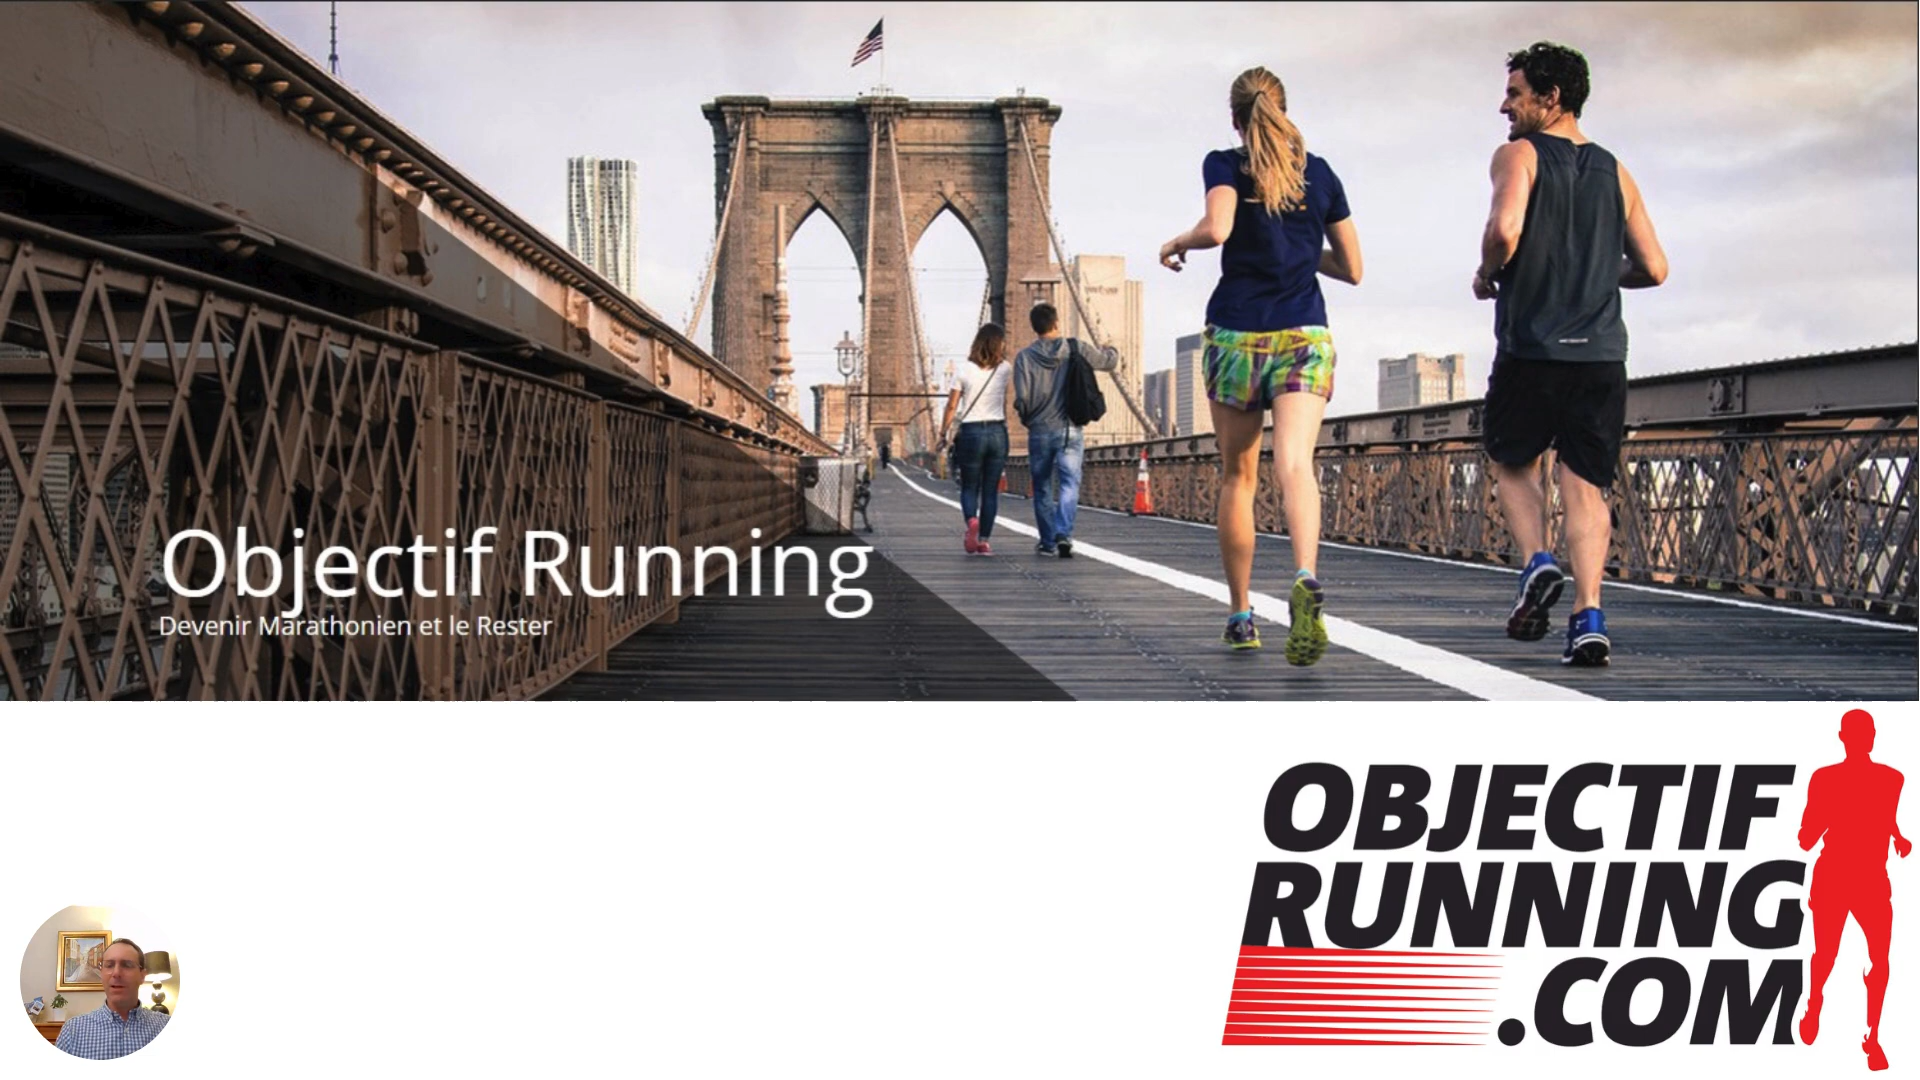 Objectif Running
Devenir Marathonien et le Rester
OBJECTIF
RUNNING
.COM